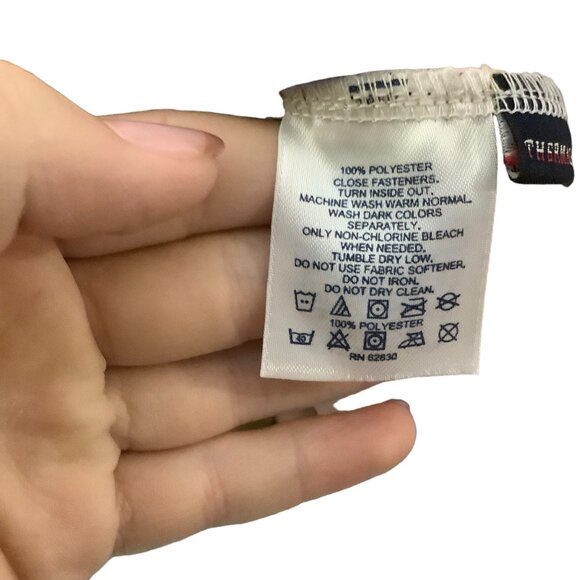 100% POLYESTER
CLOSE FASTENERS.
TURN INSIDE OUT.
MACHINE WASH WARM NORMAL.
WASH DARK COLORS
SEPARATELY.
ONLY NON-CHLORINE BLEACH
WHEN NEEDED.
TUMBLE DRY LOW.
DO NOT USE FABRIC SOFTENER.
DO NOT IRON.
DO NOT DRY CLEAN.
100% POLYESTER
RN 62830